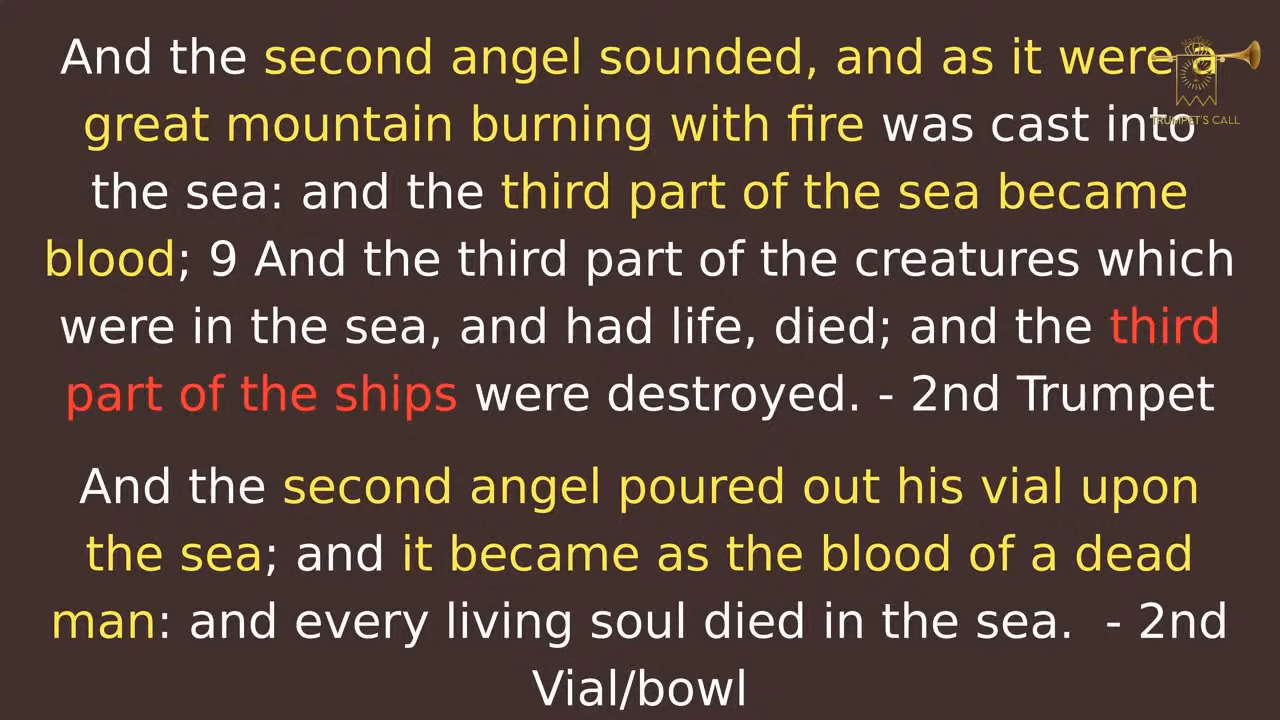 And the second angel sounded, and as it were a
great mountain burning with fire was cast into
the sea: and the third part of the sea became
blood; 9 And the third part of the creatures which
were in the sea, and had life, died; and the third
part of the ships were destroyed. - 2nd Trumpet
And the second angel poured out his vial upon
the sea; and it became as the blood of a dead
man: and every living soul died in the sea.  - 2nd
Vial/bowl
TRUMPET'S CALL